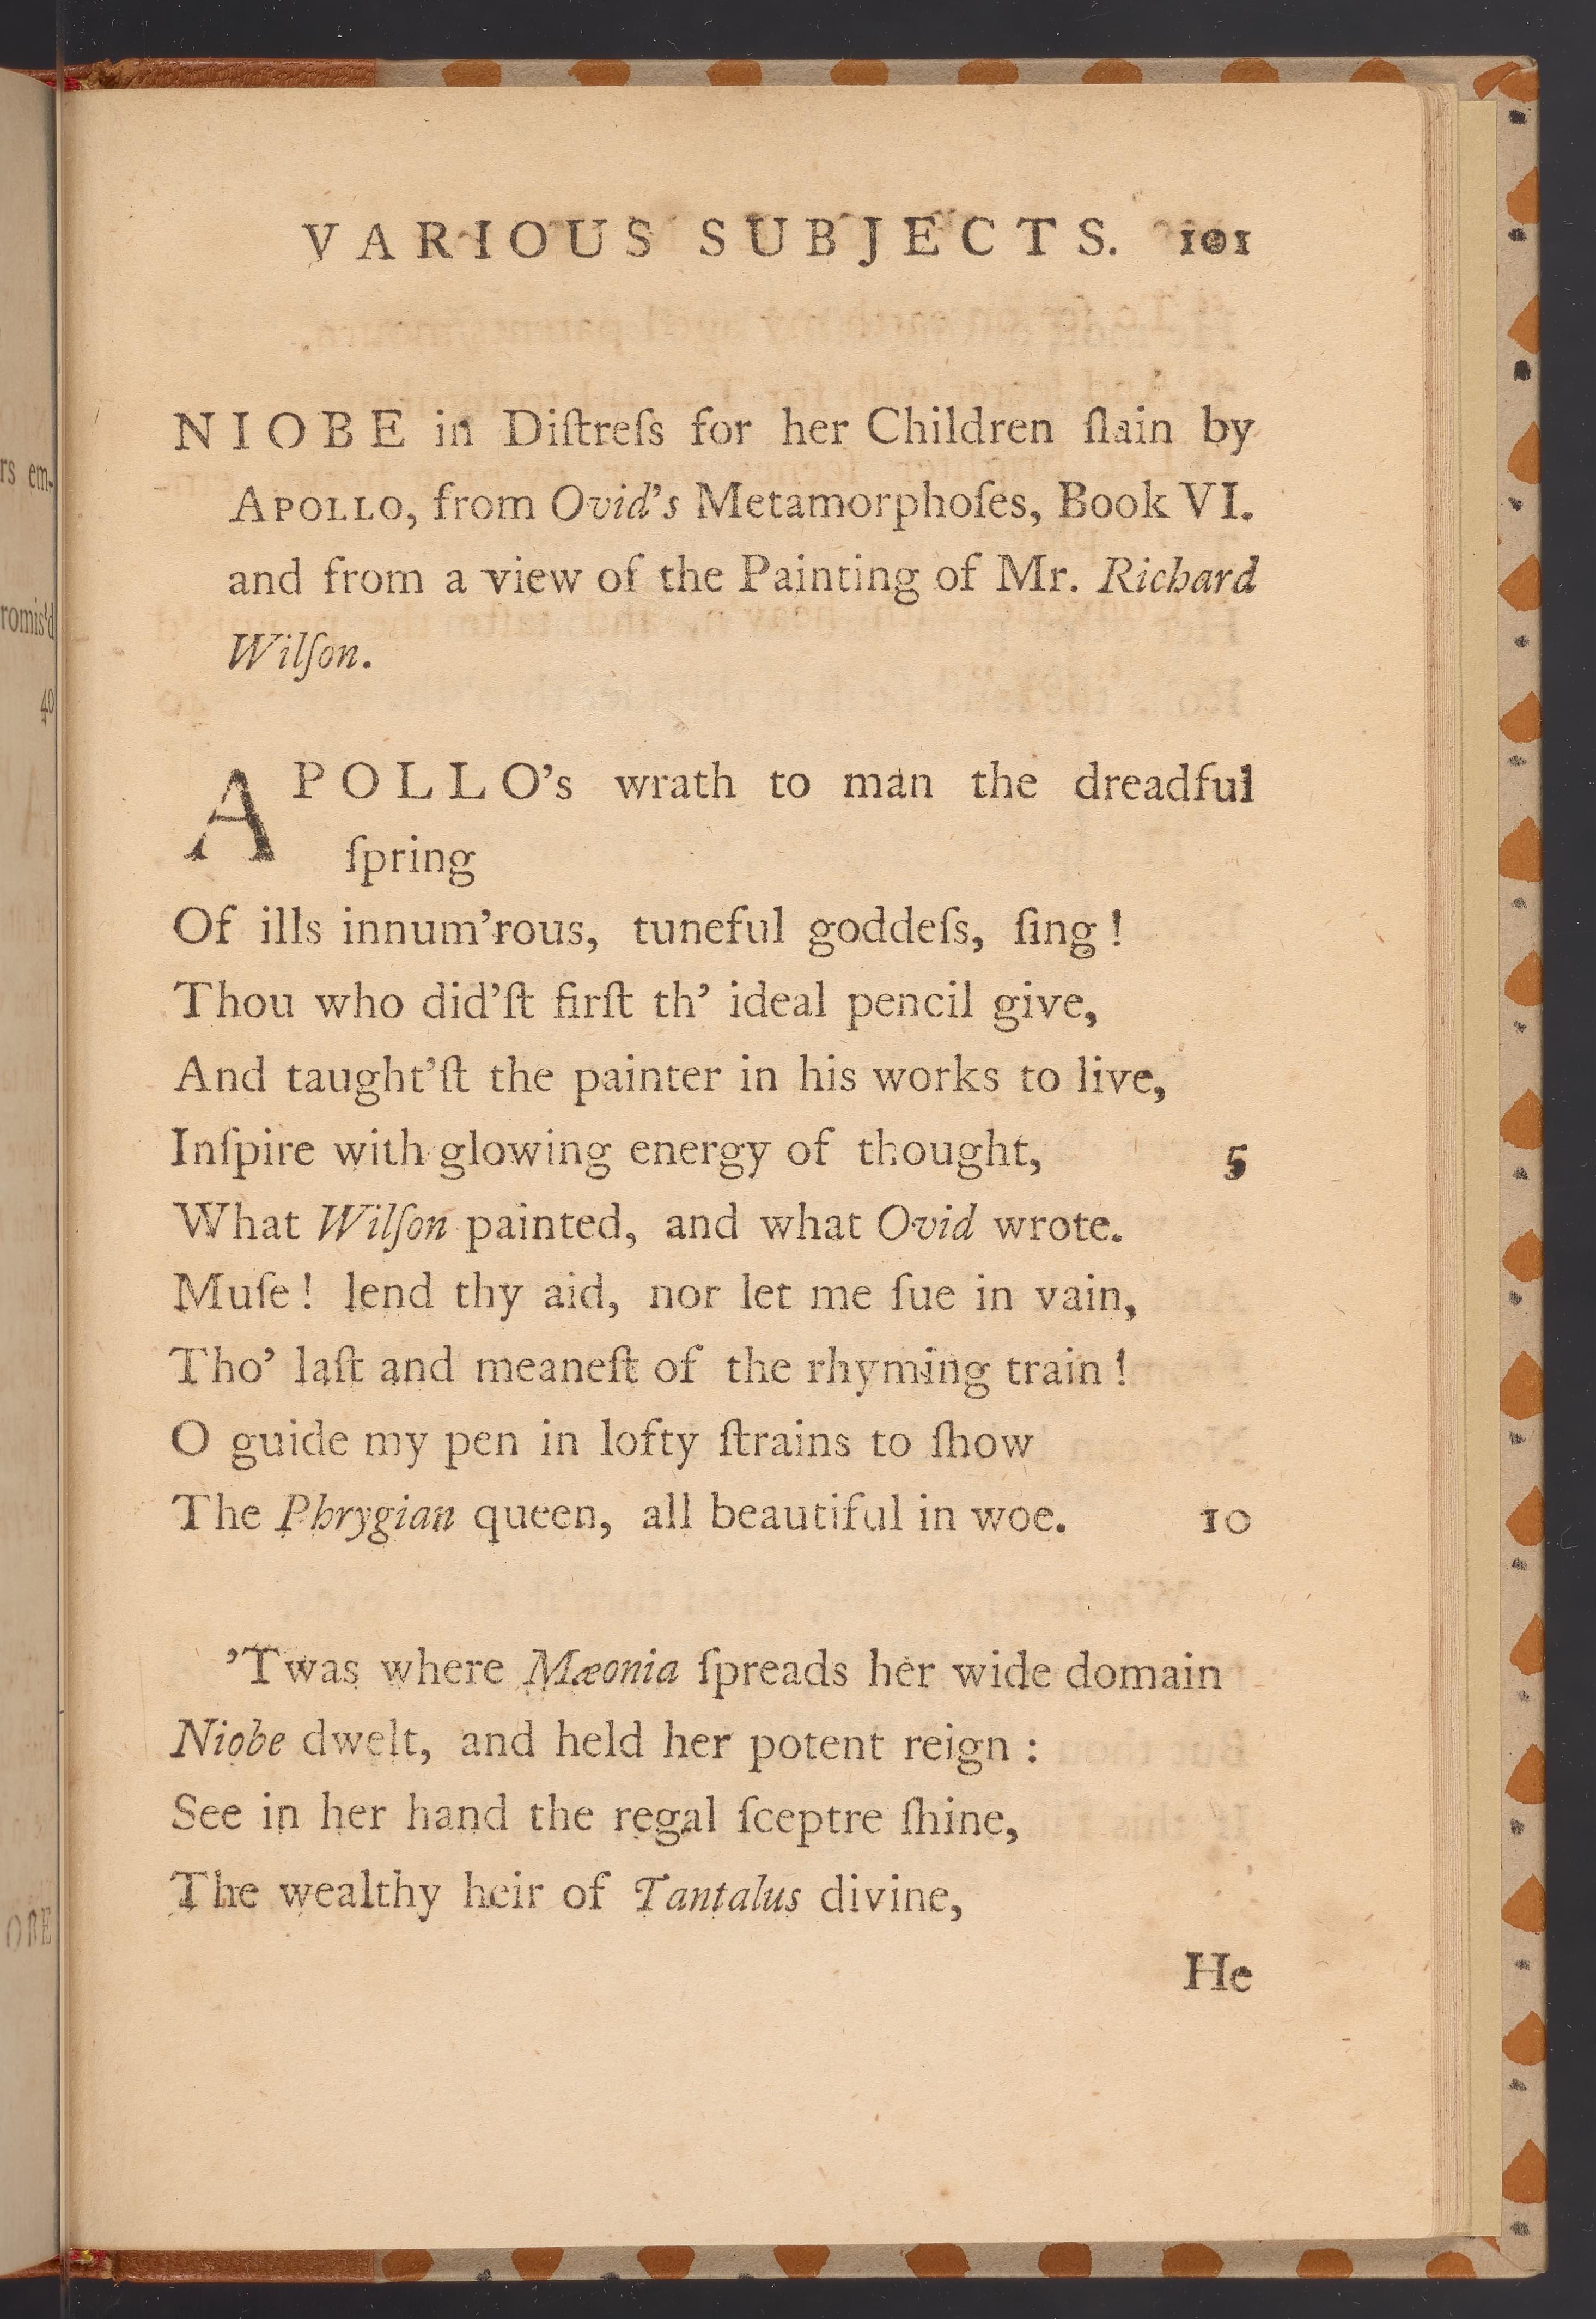 VARIOUS SUBJECTS. 101
NIOBE in Diſtreſs for her Children ſlain by
APOLLO, from Ovid’s Metamorphoſes, Book VI.
and from a view of the Painting of Mr. Richard
Wilſon.
APOLLO’s wrath to man the dreadful
ſpring
Of ills innum’rous, tuneful goddeſs, ſing!
Thou who did’ſt firſt th’ ideal pencil give,
And taught’ſt the painter in his works to live,
Inſpire with glowing energy of thought, 5
What Wilſon painted, and what Ovid wrote.
Muſe! lend thy aid, nor let me ſue in vain,
Tho’ laſt and meaneſt of the rhyming train!
O guide my pen in lofty ſtrains to ſhow
The Phrygian queen, all beautiful in woe. 10
’Twas where Mæonia ſpreads her wide domain
Niobe dwelt, and held her potent reign:
See in her hand the regal ſceptre ſhine,
The wealthy heir of Tantalus divine,
He